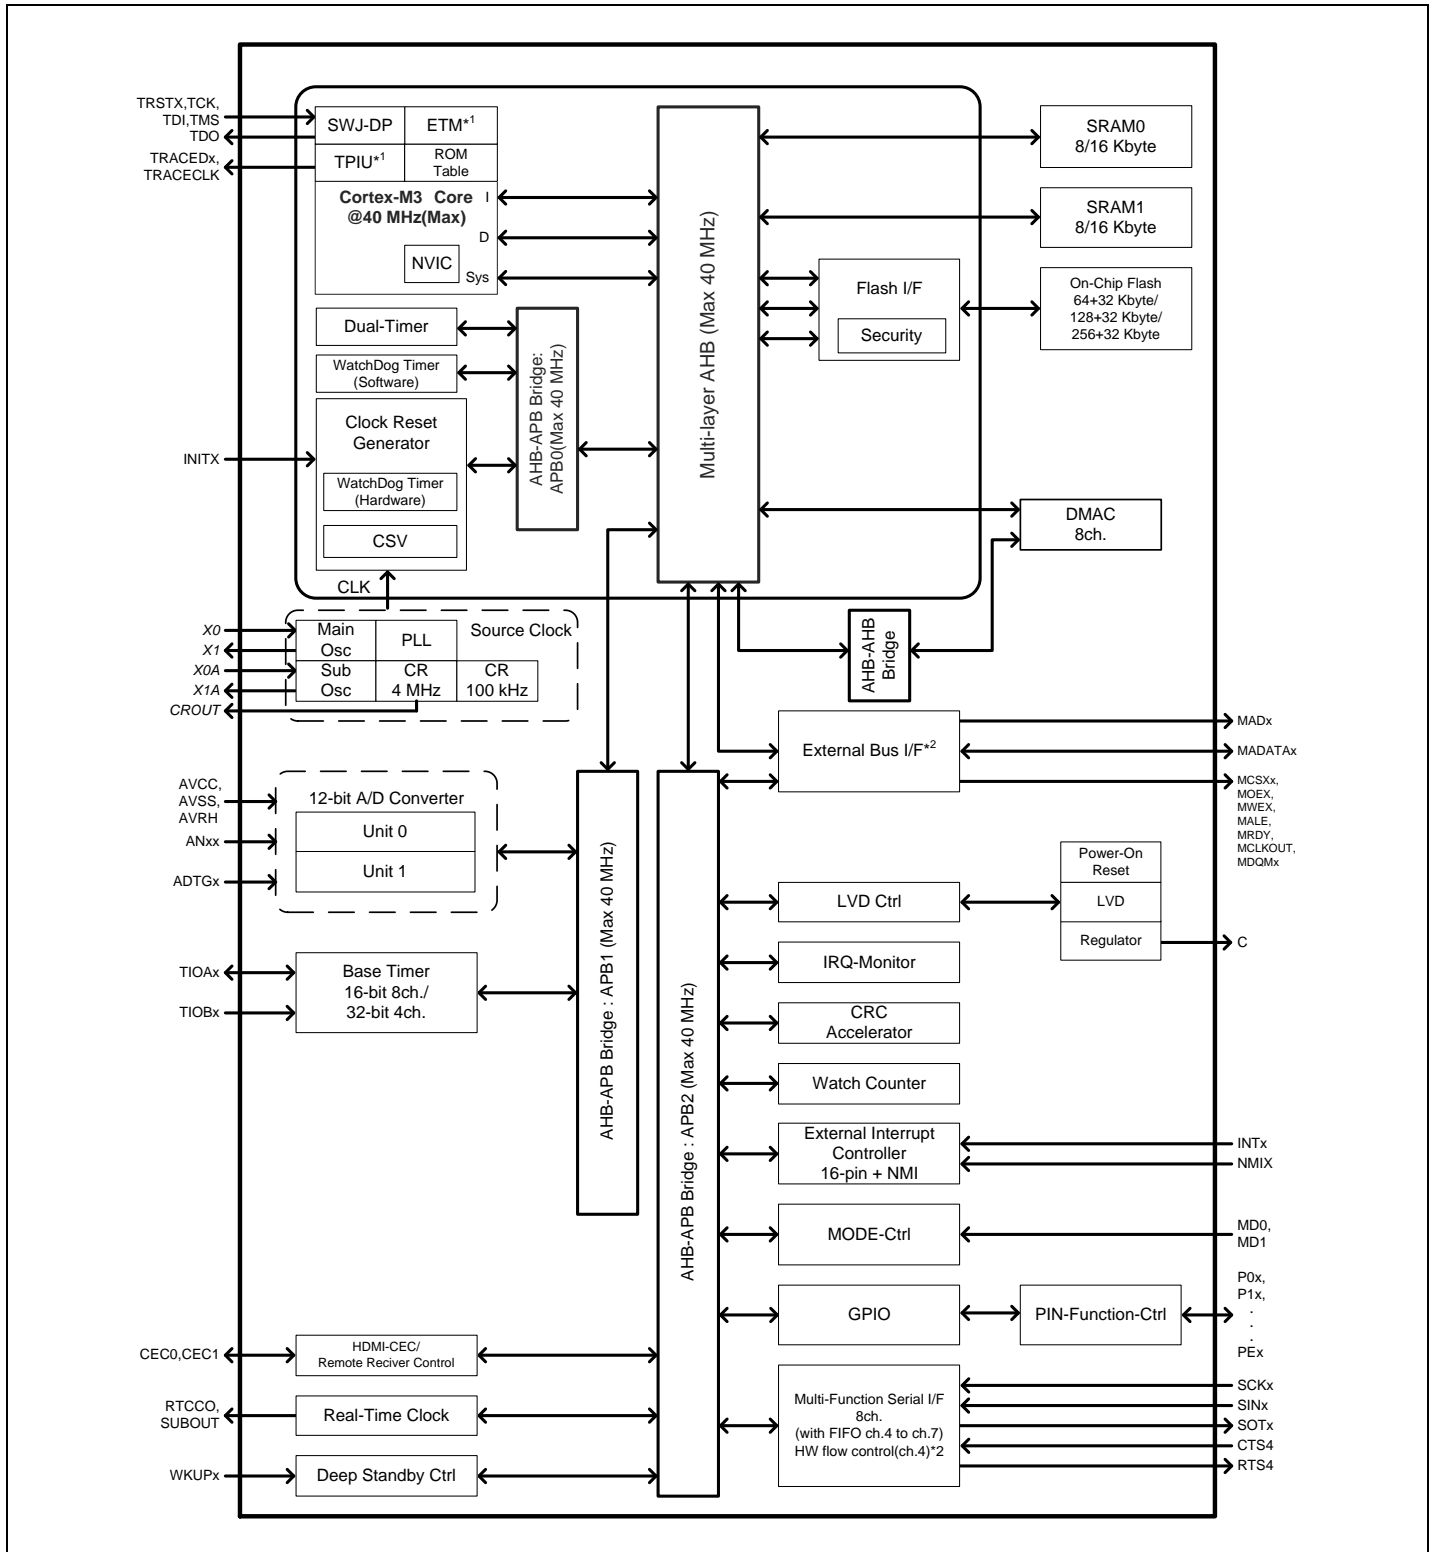 TRSTX,TCK,
TDI,TMS
TDO
TRACEDx,
TRACECLK
SWJ-DP
ETM*1
TPIU*1
ROM
Table
Cortex-M3 Core
@40 MHz(Max)
I
D
Sys
NVIC
Dual-Timer
WatchDog Timer
(Software)
Clock Reset
Generator
WatchDog Timer
(Hardware)
CSV
INITX
CLK
AHB-APB Bridge:
APB0(Max 40 MHz)
Multi-layer AHB (Max 40 MHz)
SRAM0
8/16 Kbyte
SRAM1
8/16 Kbyte
Flash I/F
Security
On-Chip Flash
64+32 Kbyte/
128+32 Kbyte/
256+32 Kbyte
DMAC
8ch.
AHB-AHB
Bridge
X0
X1
X0A
X1A
CROUT
Main
Osc
PLL
Source Clock
Sub
Osc
CR
4 MHz
CR
100 kHz
External Bus I/F*2
MADx
MADATAx
MCSXx,
MOEX,
MWEX,
MALE,
MRDY,
MCLKOUT,
MDQMx
AVCC,
AVSS,
AVRH
ANxx
ADTGx
12-bit A/D Converter
Unit 0
Unit 1
TIOAx
TIOBx
Base Timer
16-bit 8ch./
32-bit 4ch.
AHB-APB Bridge : APB1 (Max 40 MHz)
AHB-APB Bridge : APB2 (Max 40 MHz)
LVD Ctrl
Power-On
Reset
LVD
Regulator
C
IRQ-Monitor
CRC
Accelerator
Watch Counter
External Interrupt
Controller
16-pin + NMI
INTx
NMIX
MODE-Ctrl
MD0,
MD1
GPIO
PIN-Function-Ctrl
P0x,
P1x,
.
.
.
PEx
CEC0,CEC1
HDMI-CEC/
Remote Reciver Control
RTCCO,
SUBOUT
Real-Time Clock
WKUPx
Deep Standby Ctrl
Multi-Function Serial I/F
8ch.
(with FIFO ch.4 to ch.7)
HW flow control(ch.4)*2
SCKx
SINx
SOTx
CTS4
RTS4